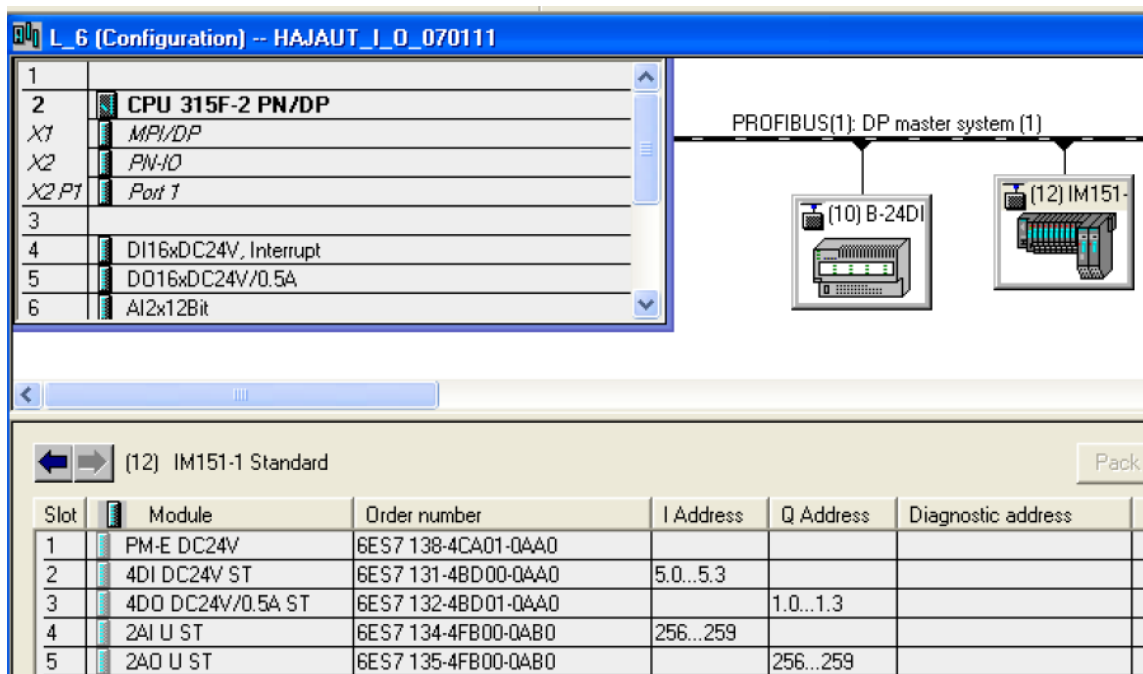 L_6 (Configuration) -- HAJAUT_I_O_070111
1
2 CPU 315F-2 PN/DP
X1 MPI/DP
X2 PN-IO
X2 P1 Port 1
3
4 DI16xDC24V, Interrupt
5 DO16xDC24V/0.5A
6 AI2x12Bit
PROFIBUS(1): DP master system (1)
(10) B-24DI
(12) IM151-
(12) IM151-1 Standard
Pack
Slot Module Order number I Address Q Address Diagnostic address
1 PM-E DC24V 6ES7 138-4CA01-0AA0
2 4DI DC24V ST 6ES7 131-4BD00-0AA0 5.0...5.3
3 4DO DC24V/0.5A ST 6ES7 132-4BD01-0AA0 1.0...1.3
4 2AI U ST 6ES7 134-4FB00-0AB0 256...259
5 2AO U ST 6ES7 135-4FB00-0AB0 256...259